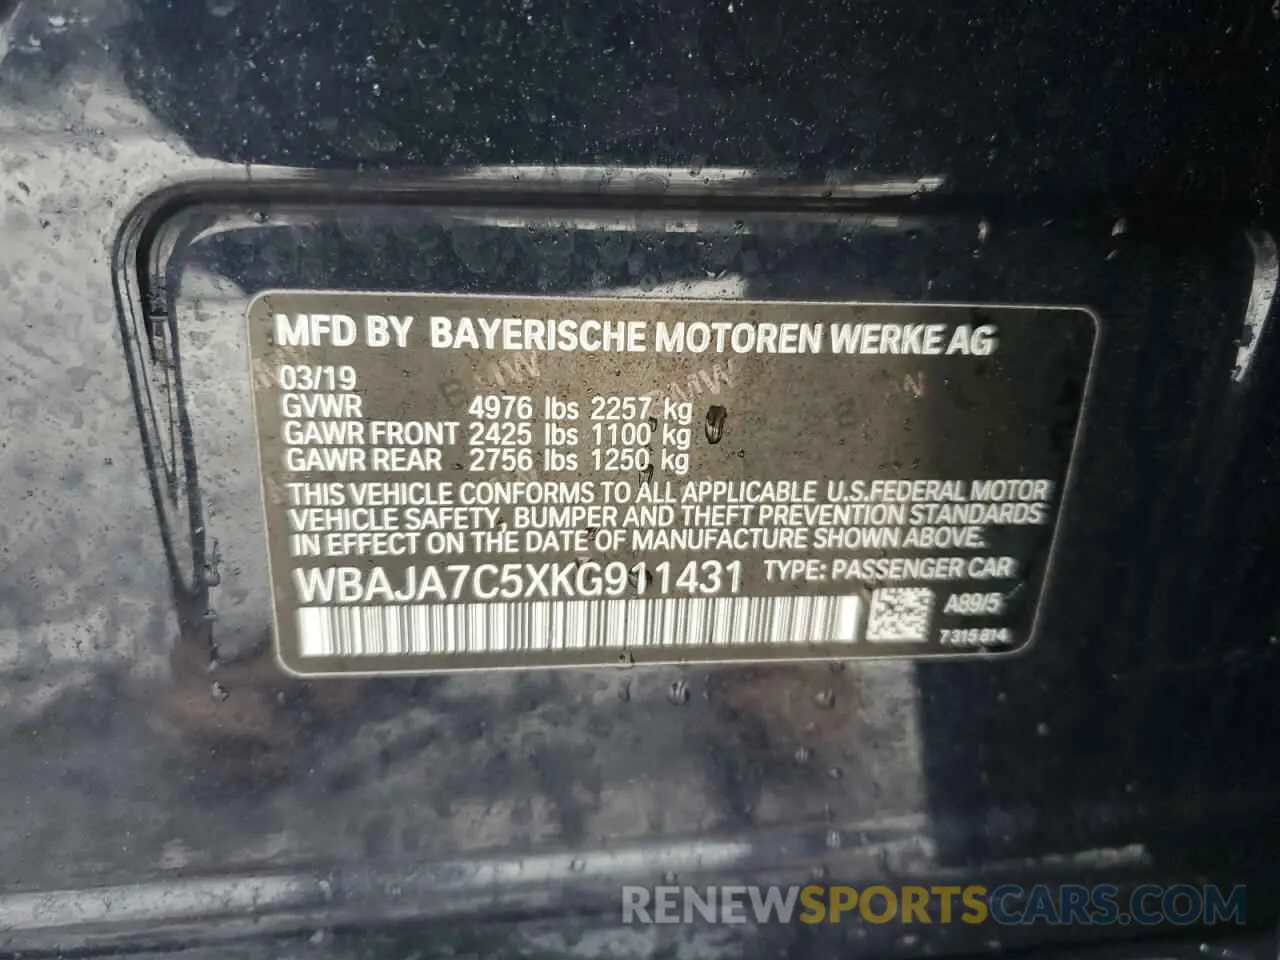 MFD BY BAYERISCHE MOTOREN WERKE AG
03/19
GVWR 4976 lbs 2257 kg
GAWR FRONT 2425 lbs 1100 kg
GAWR REAR 2756 lbs 1250 kg
THIS VEHICLE CONFORMS TO ALL APPLICABLE U.S.FEDERAL MOTOR
VEHICLE SAFETY, BUMPER AND THEFT PREVENTION STANDARDS
IN EFFECT ON THE DATE OF MANUFACTURE SHOWN ABOVE.
WBAJA7C5XKG911431 TYPE: PASSENGER CAR
A89/5
7315814
RENEWSPORTSCARS.COM